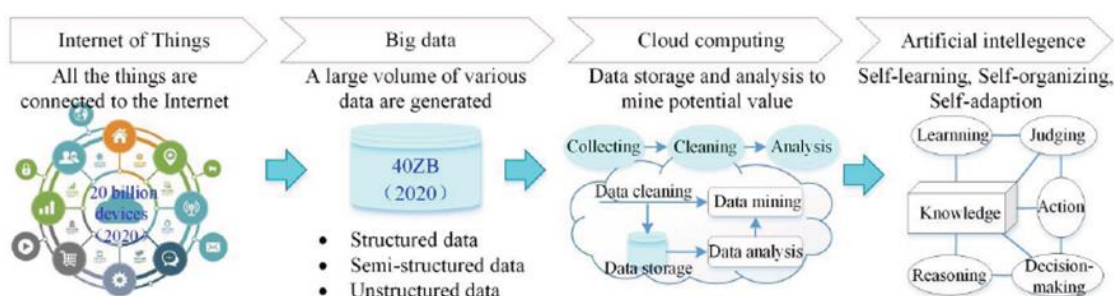 Internet of Things
All the things are
connected to the Internet
20 billion
devices
(2020)
Big data
A large volume of various
data are generated
40ZB
（2020）
• Structured data
• Semi-structured data
• Unstructured data
Cloud computing
Data storage and analysis to
mine potential value
Collecting
Cleaning
Analysis
Data cleaning
Data mining
Data analysis
Data storage
Artificial intellegence
Self-learning, Self-organizing,
Self-adaption
Learnning
Judging
Knowledge
Action
Reasoning
Decision-
making